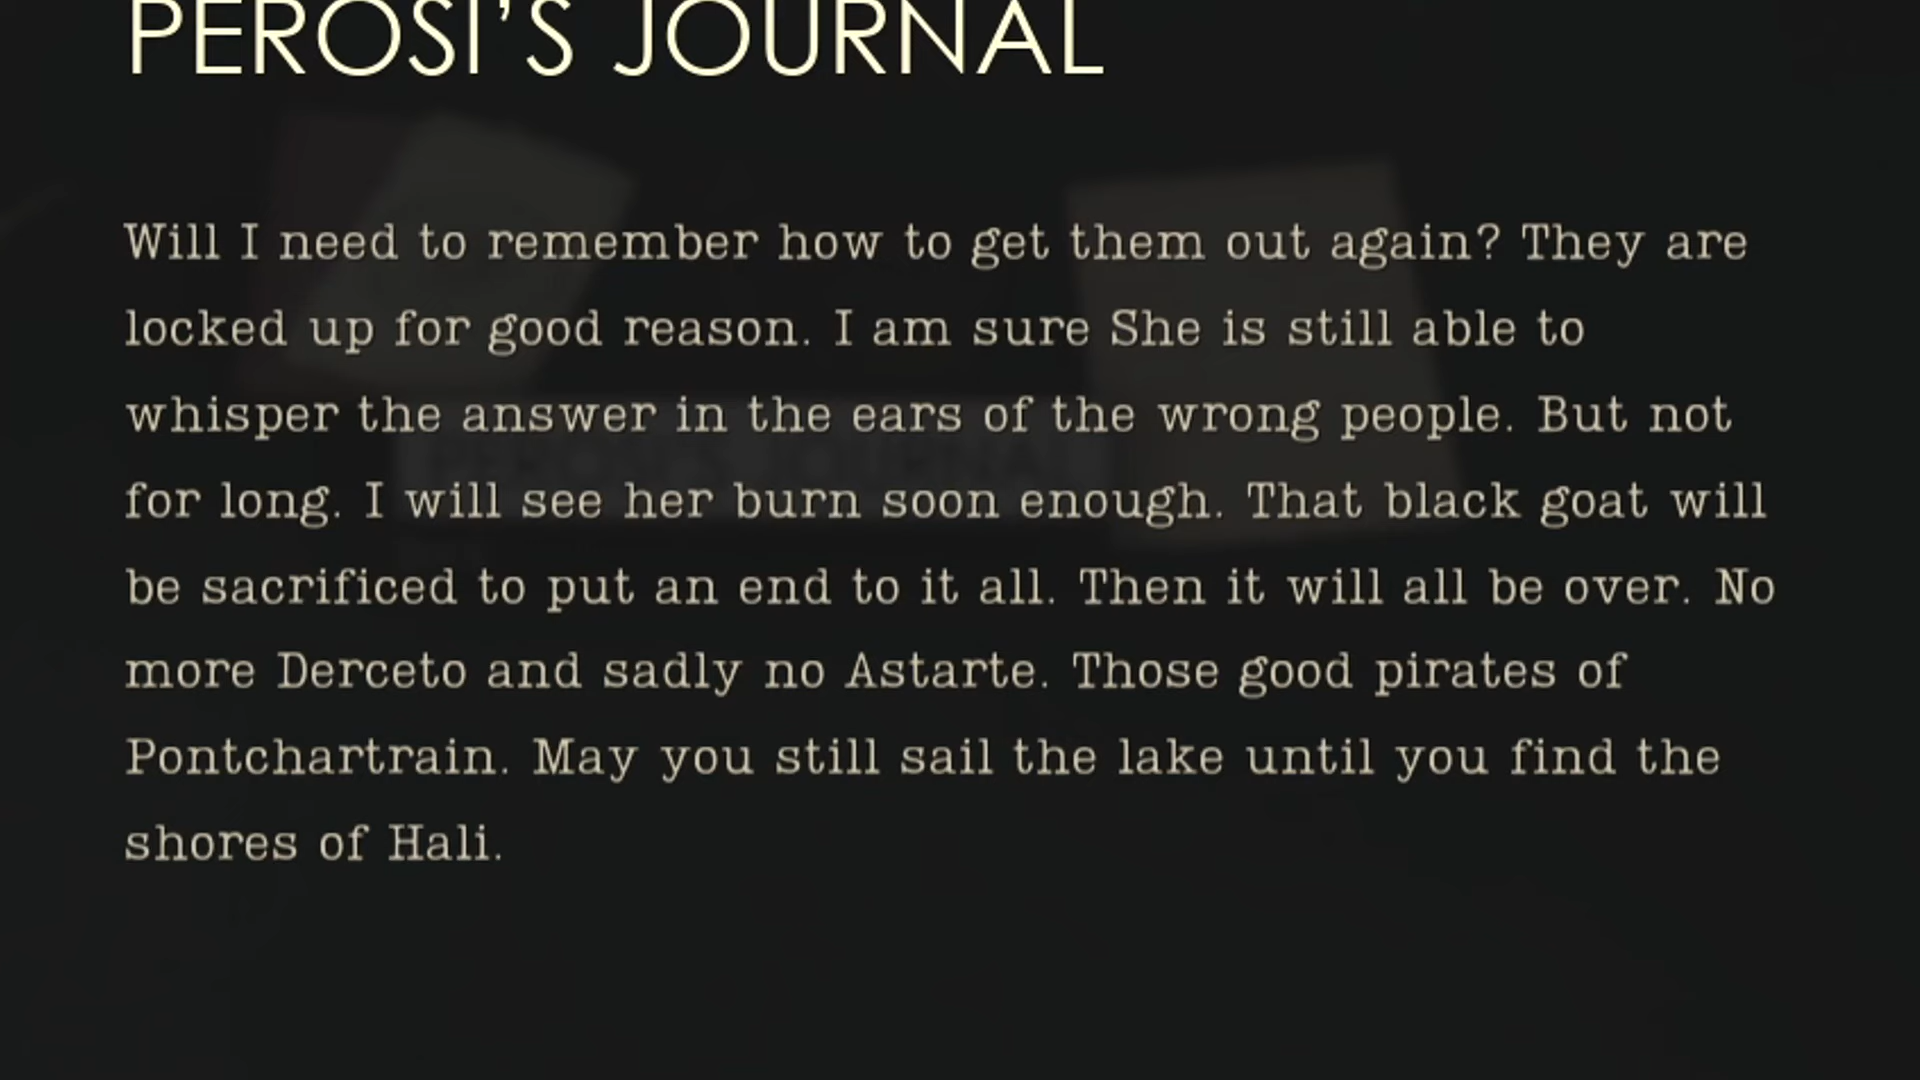 PEROSI'S JOURNAL
Will I need to remember how to get them out again? They are
locked up for good reason. I am sure She is still able to
whisper the answer in the ears of the wrong people. But not
for long. I will see her burn soon enough. That black goat will
be sacrificed to put an end to it all. Then it will all be over. No
more Derceto and sadly no Astarte. Those good pirates of
Pontchartrain. May you still sail the lake until you find the
shores of Hali.